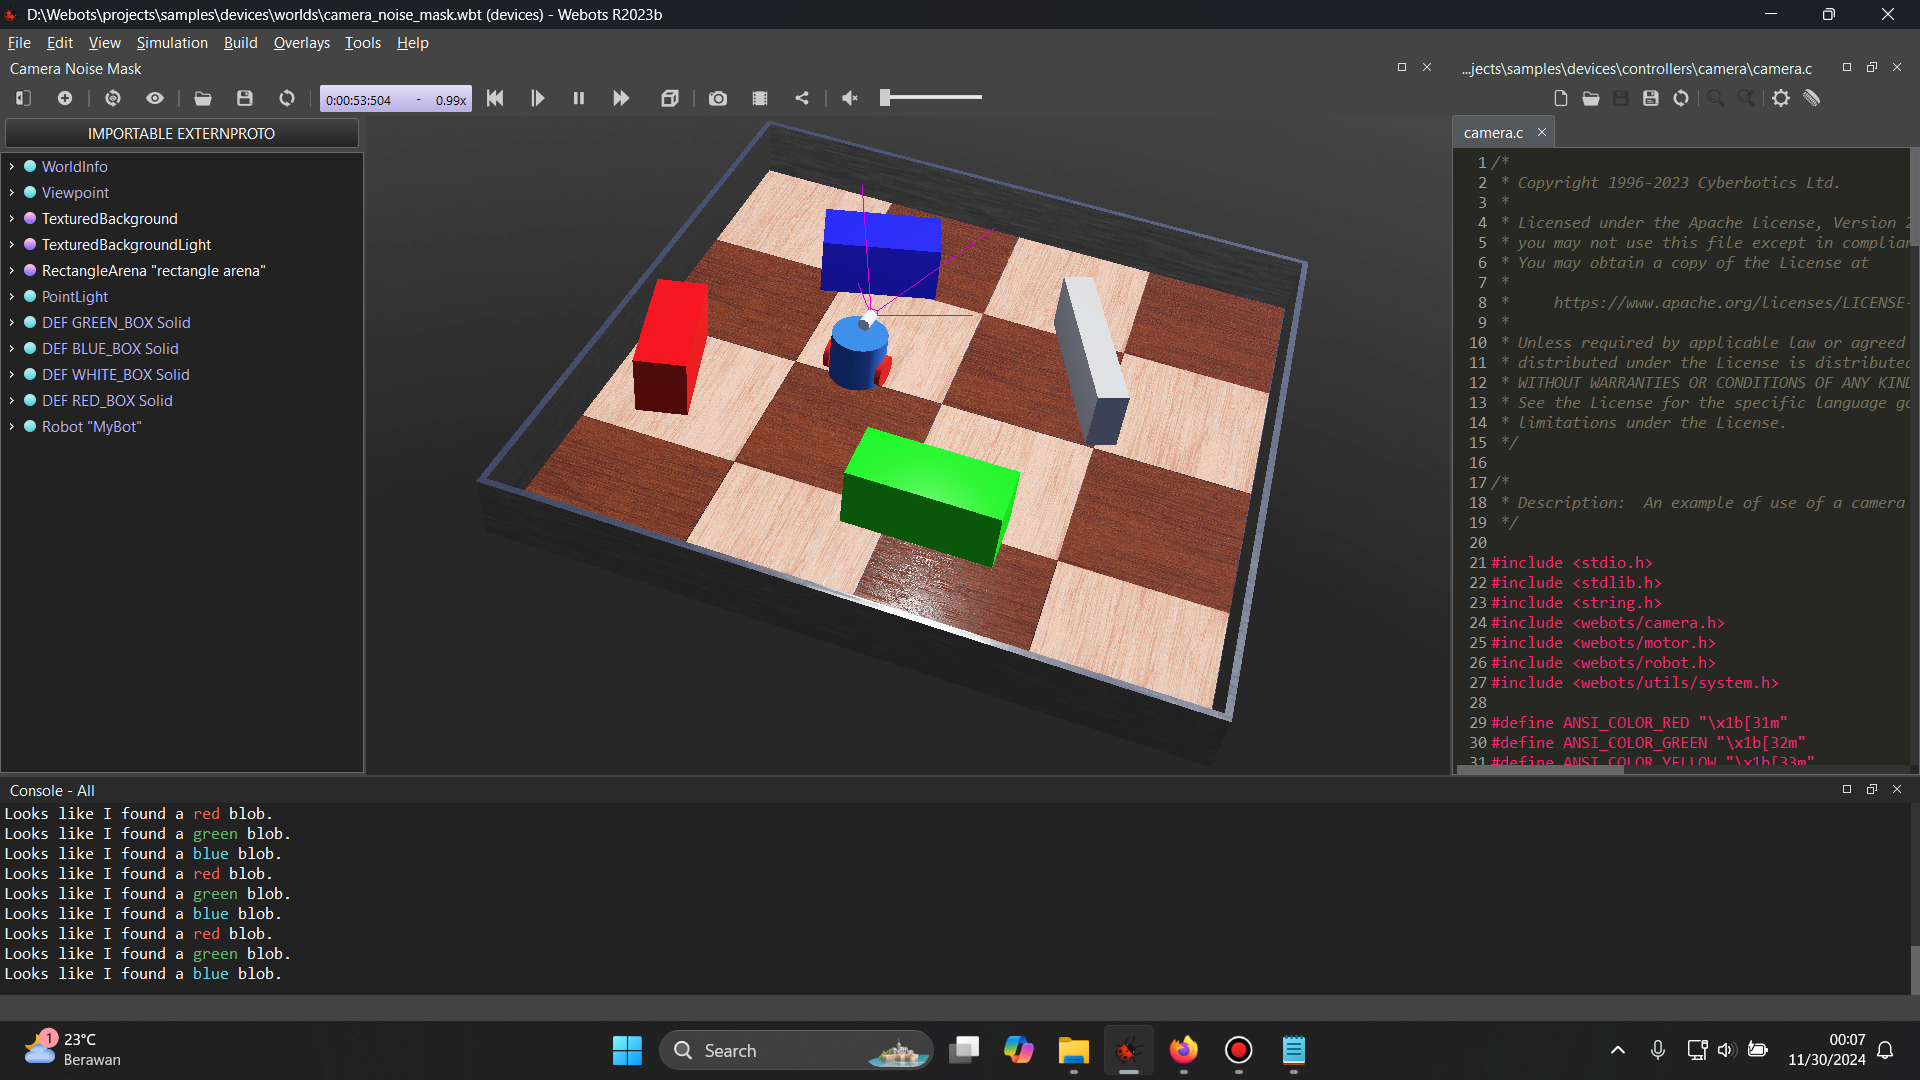 D:\Webots\projects\samples\devices\worlds\camera_noise_mask.wbt (devices) - Webots R2023b
File Edit View Simulation Build Overlays Tools Help
Camera Noise Mask
...jects\samples\devices\controllers\camera\camera.c
0:00:53:504 - 0.99x
IMPORTABLE EXTERNPROTO
WorldInfo
Viewpoint
TexturedBackground
TexturedBackgroundLight
RectangleArena "rectangle arena"
PointLight
DEF GREEN_BOX Solid
DEF BLUE_BOX Solid
DEF WHITE_BOX Solid
DEF RED_BOX Solid
Robot "MyBot"
camera.c
1 /*
2  * Copyright 1996-2023 Cyberbotics Ltd.
3  *
4  * Licensed under the Apache License, Version 2
5  * you may not use this file except in complian
6  * You may obtain a copy of the License at
7  *
8  *     https://www.apache.org/licenses/LICENSE-
9  *
10  * Unless required by applicable law or agreed
11  * distributed under the License is distributed
12  * WITHOUT WARRANTIES OR CONDITIONS OF ANY KIND
13  * See the License for the specific language go
14  * limitations under the License.
15  */
16
17 /*
18  * Description:  An example of use of a camera
19  */
20
21 #include <stdio.h>
22 #include <stdlib.h>
23 #include <string.h>
24 #include <webots/camera.h>
25 #include <webots/motor.h>
26 #include <webots/robot.h>
27 #include <webots/utils/system.h>
28
29 #define ANSI_COLOR_RED "\x1b[31m"
30 #define ANSI_COLOR_GREEN "\x1b[32m"
31 #define ANSI_COLOR_YELLOW "\x1b[33m"
Console - All
Looks like I found a red blob.
Looks like I found a green blob.
Looks like I found a blue blob.
Looks like I found a red blob.
Looks like I found a green blob.
Looks like I found a blue blob.
Looks like I found a red blob.
Looks like I found a green blob.
Looks like I found a blue blob.
1
23°C
Berawan
Search
00:07
11/30/2024